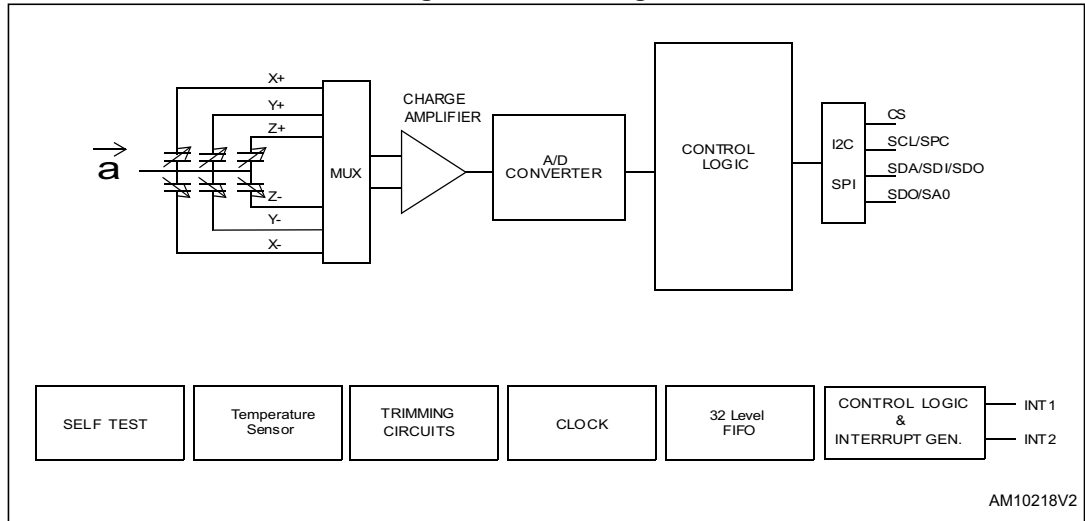 X+
Y+
Z+
CHARGE
AMPLIFIER
a
MUX
A/D
CONVERTER
CONTROL
LOGIC
I2C
SPI
CS
SCL/SPC
SDA/SDI/SDO
SDO/SA0
Z-
Y-
X-
SELF TEST
Temperature
Sensor
TRIMMING
CIRCUITS
CLOCK
32 Level
FIFO
CONTROL LOGIC
&
INTERRUPT GEN.
INT1
INT2
AM10218V2